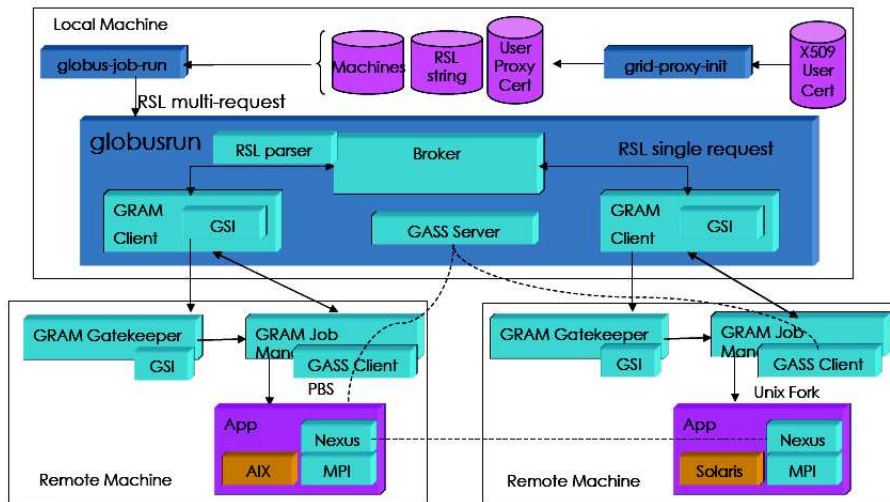 Local Machine
globus-job-run
Machines
RSL
string
User
Proxy
Cert
grid-proxy-init
X509
User
Cert
RSL multi-request
globusrun
RSL parser
Broker
RSL single request
GRAM
Client
GSI
GASS Server
GRAM
Client
GSI
GRAM Gatekeeper
GSI
GRAM Job
Mana
GASS Client
PBS
App
Nexus
AIX
MPI
Remote Machine
GRAM Gatekeeper
GSI
GRAM Job
Mana
GASS Client
Unix Fork
App
Nexus
Solaris
MPI
Remote Machine